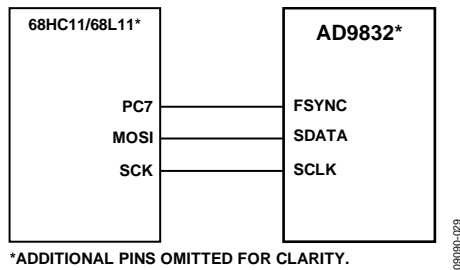 68HC11/68L11*
AD9832*
PC7
FSYNC
MOSI
SDATA
SCK
SCLK
*ADDITIONAL PINS OMITTED FOR CLARITY.
09090-029